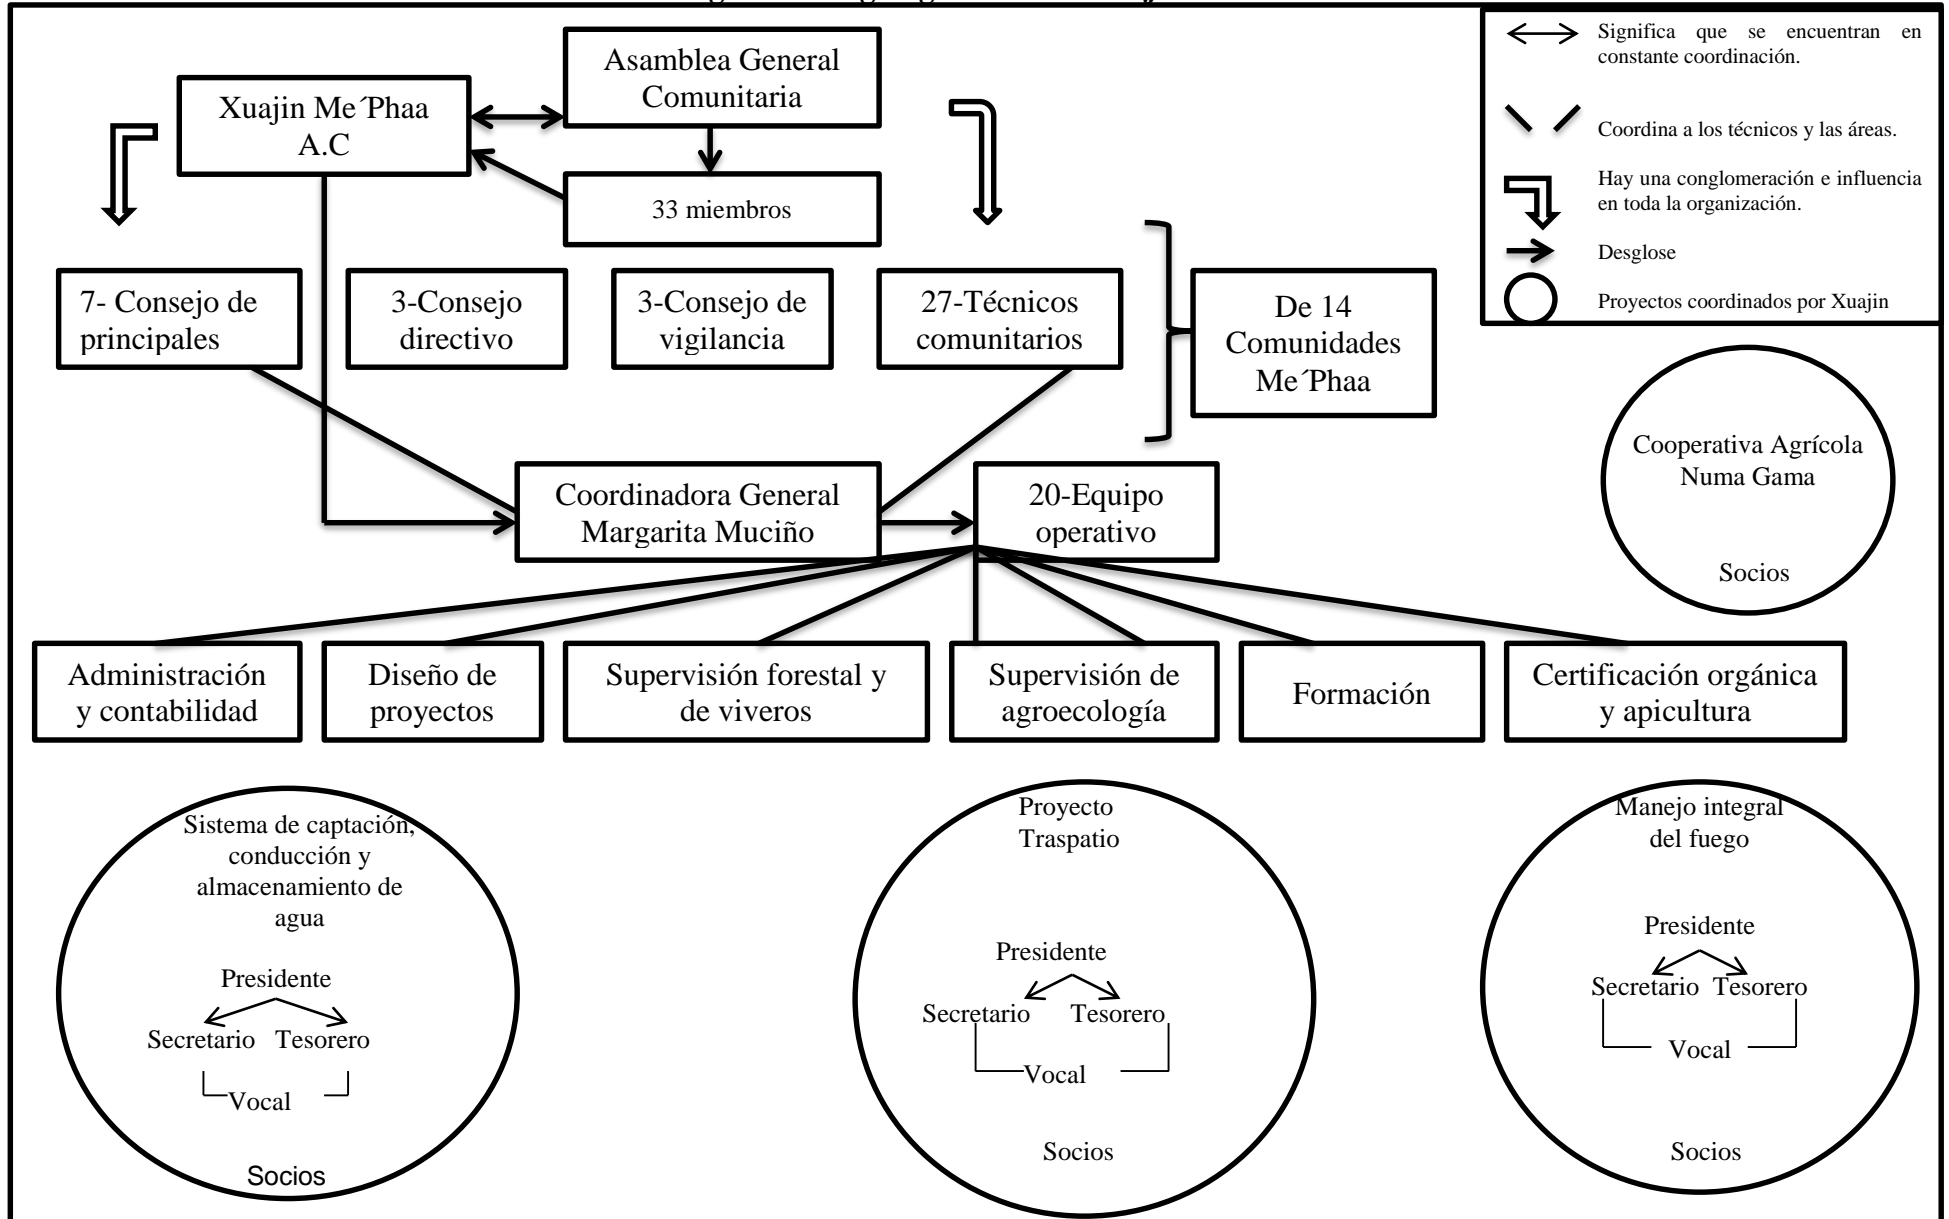 Asamblea General
Comunitaria
Xuajin Me´Phaa
A.C
33 miembros
7- Consejo de
principales
3-Consejo
directivo
3-Consejo de
vigilancia
27-Técnicos
comunitarios
De 14
Comunidades
Me´Phaa
Coordinadora General
Margarita Muciño
20-Equipo
operativo
Administración
y contabilidad
Diseño de
proyectos
Supervisión forestal y
de viveros
Supervisión de
agroecología
Formación
Certificación orgánica
y apicultura
Significa que se encuentran en
constante coordinación.
Coordina a los técnicos y las áreas.
Hay una conglomeración e influencia
en toda la organización.
Desglose
Proyectos coordinados por Xuajin
Cooperativa Agrícola
Numa Gama
Socios
Sistema de captación,
conducción y
almacenamiento de
agua
Presidente
Secretario Tesorero
Vocal
Socios
Proyecto
Traspatio
Presidente
Secretario Tesorero
Vocal
Socios
Manejo integral
del fuego
Presidente
Secretario Tesorero
Vocal
Socios